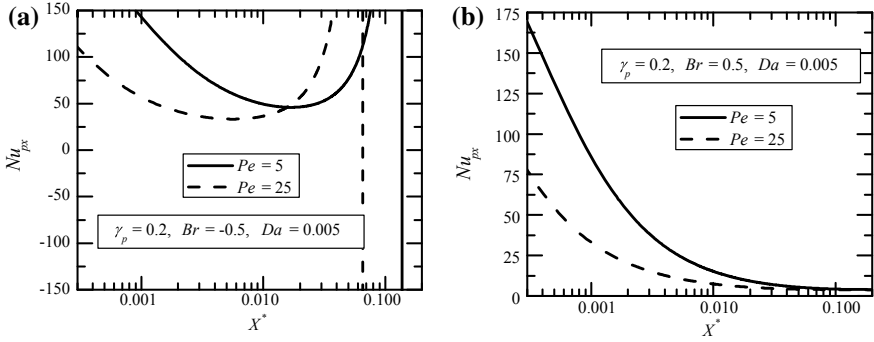 (a)
150
100
50
0
-50
-100
-150
Nu_px
Pe = 5
Pe = 25
γ_p = 0.2, Br = -0.5, Da = 0.005
0.001
0.010
0.100
X*
(b)
175
150
125
100
75
50
25
0
Nu_px
γ_p = 0.2, Br = 0.5, Da = 0.005
Pe = 5
Pe = 25
0.001
0.010
0.100
X*